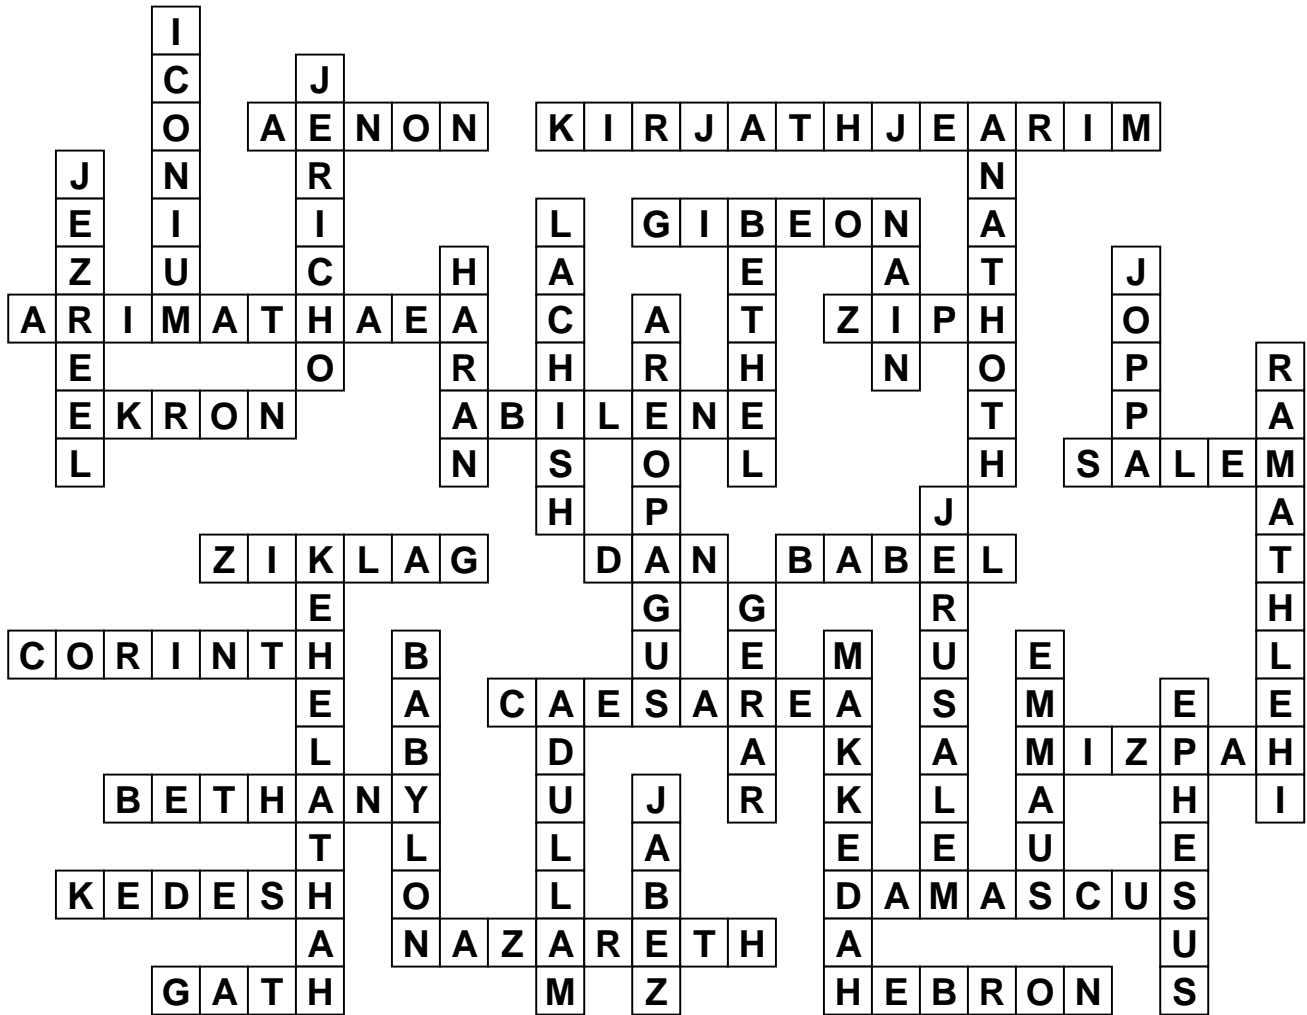 ICONIUM
JERICHO
AENON
KIRJATHJEARIM
ANATHOTH
JEZREEL
LACHISH
GIBEON
BETHEL
NAIN
HARAN
JOPPA
ARIMATHAEA
AREOPAGUS
ZIPH
RAMATHLEHI
EKRON
ABILENE
SALEM
JERUSALEM
ZIKLAG
KEHELATHAH
DAN
BABEL
GERAR
CORINTH
BABYLON
MAKKEDAH
EMMAUS
CAESAREA
ADULLAM
EPHESUS
MIZPAH
BETHANY
JABEZ
KEDESH
DAMASCUS
NAZARETH
GATH
HEBRON